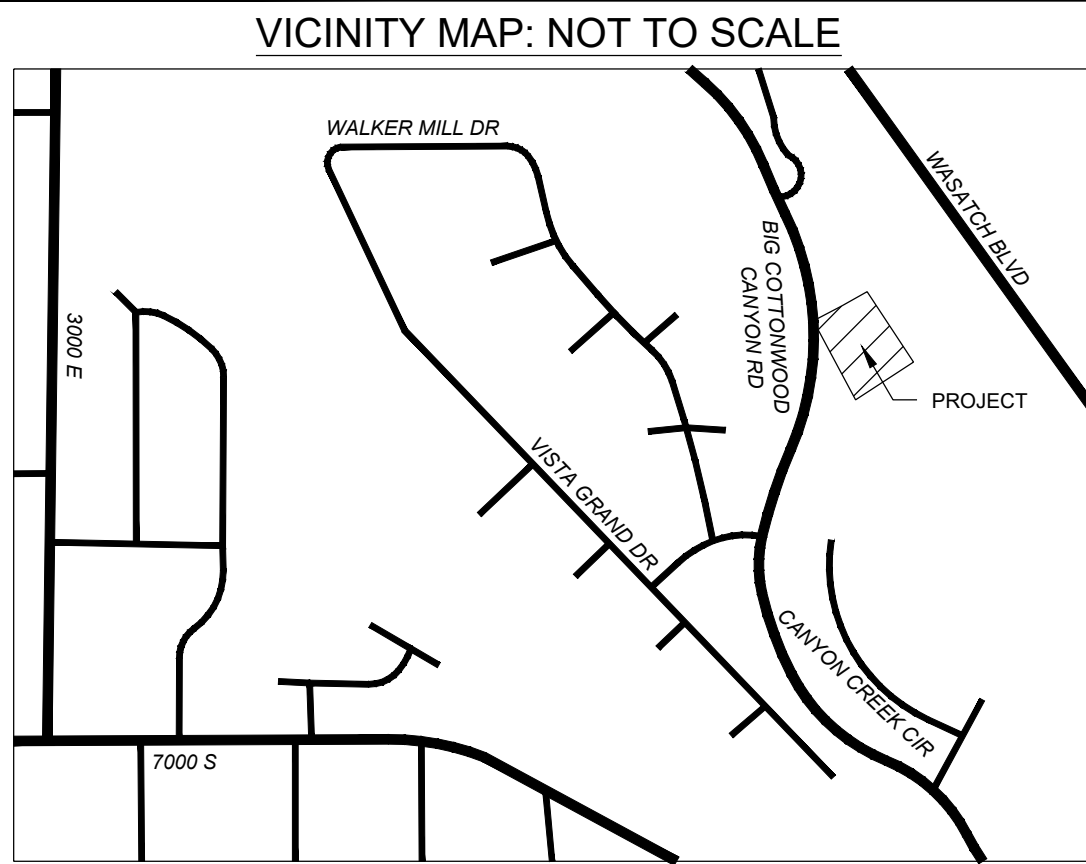 VICINITY MAP: NOT TO SCALE
WALKER MILL DR
WASATCH BLVD
BIG COTTONWOOD
CANYON RD
3000 E
PROJECT
VISTA GRAND DR
CANYON CREEK CIR
7000 S